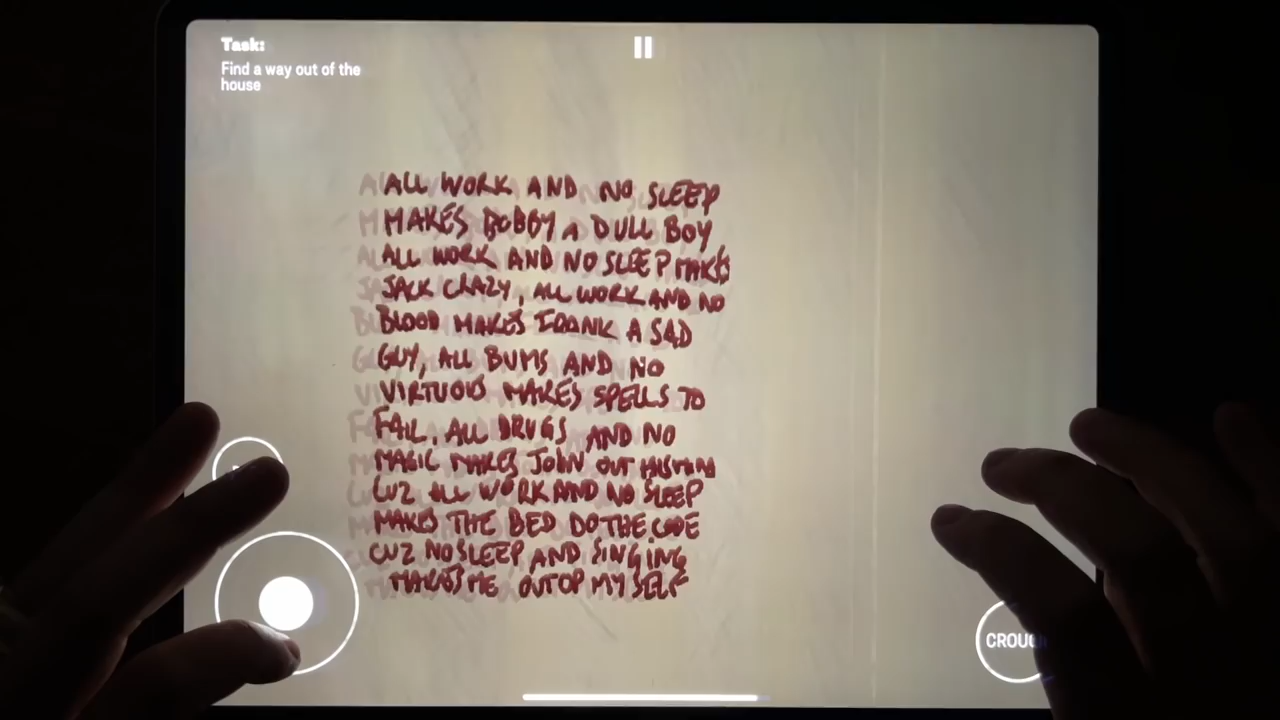 Task:
Find a way out of the
house
ALL WORK AND NO SLEEP
MAKES BOBBY A DULL BOY
ALL WORK AND NO SLEEP MAKES
JACK CRAZY, ALL WORK AND NO
BLOOD MAKES FRANK A SAD
GUY, ALL BUMS AND NO
VIRTUOUS MAKES SPELLS TO
FAIL, ALL DRUGS AND NO
MAGIC MAKES JOHN OUT
CUZ ALL WORK AND NO SLEEP
MAKES THE BED DO THE CODE
CUZ NO SLEEP AND SINGING
MAKES ME OUT OF MY SELF
CROUCH